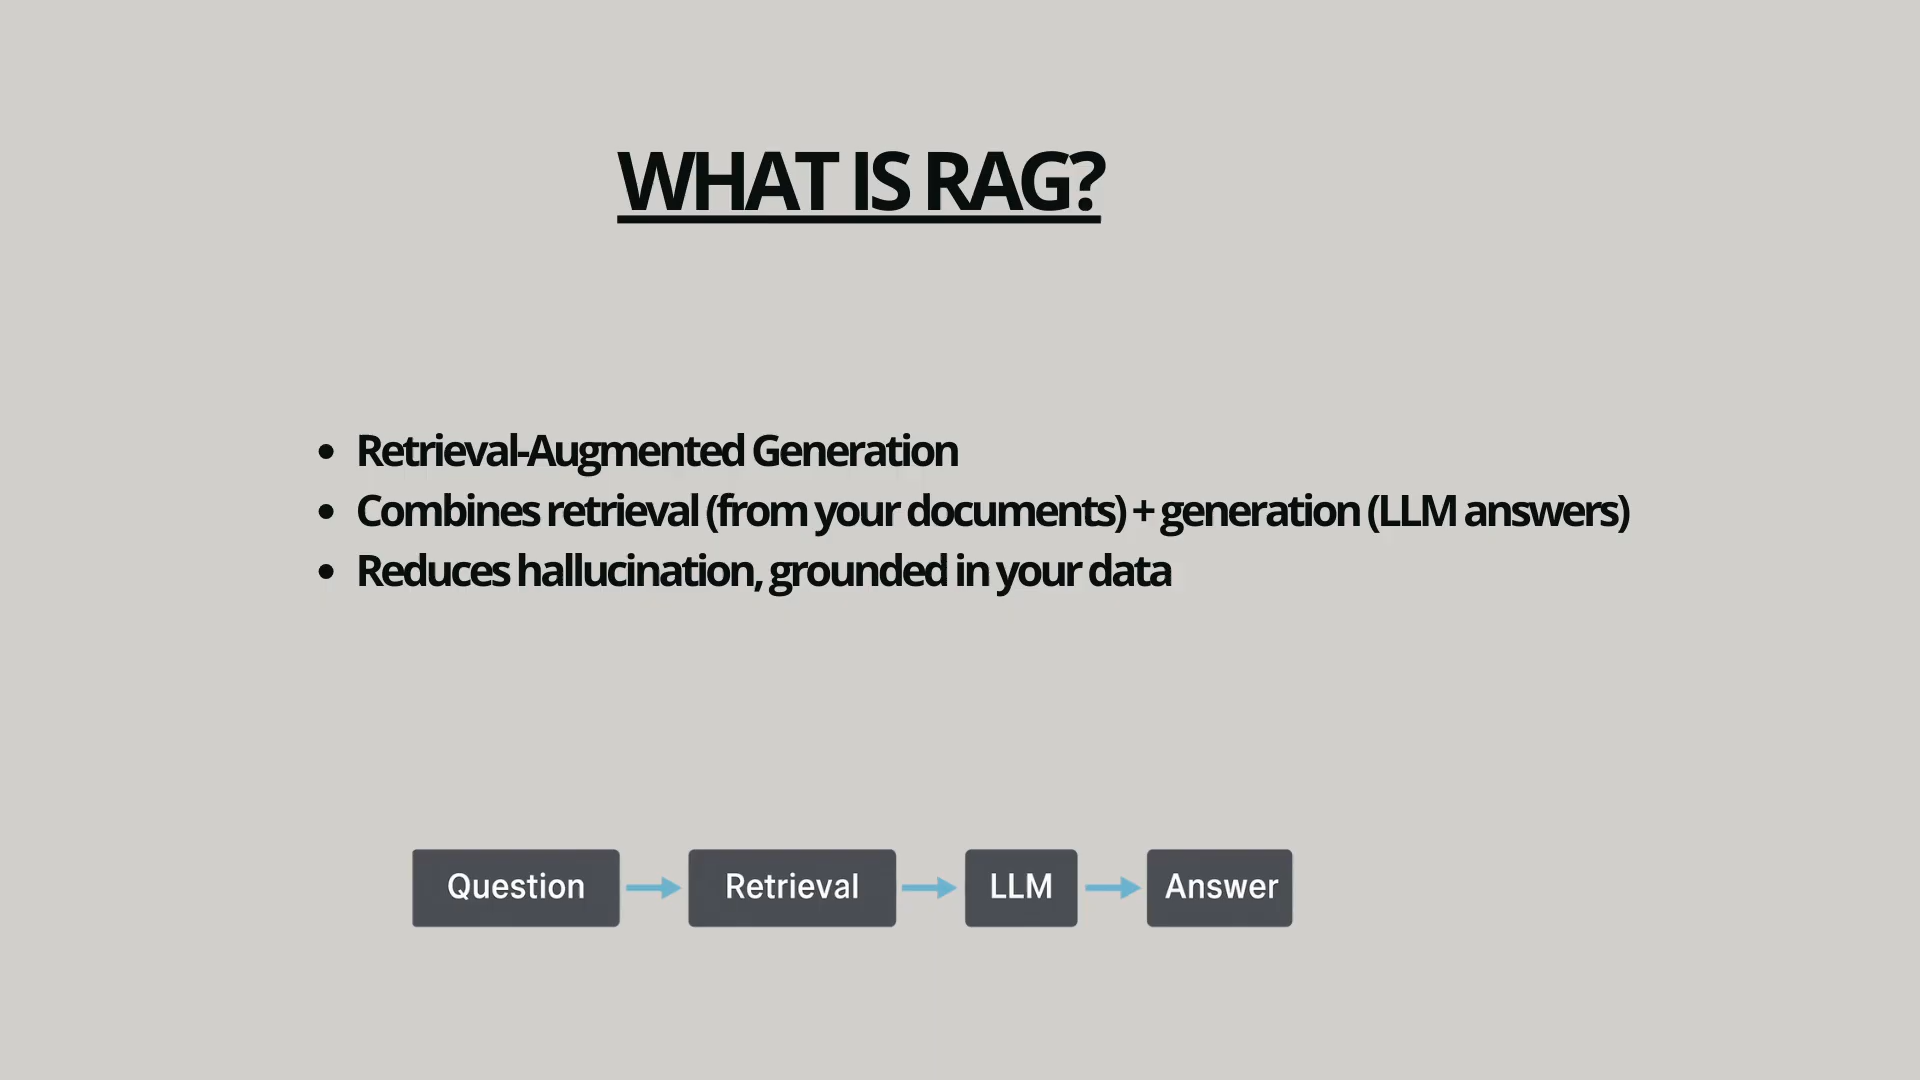 WHAT IS RAG?
• Retrieval-Augmented Generation
• Combines retrieval (from your documents) + generation (LLM answers)
• Reduces hallucination, grounded in your data
Question → Retrieval → LLM → Answer